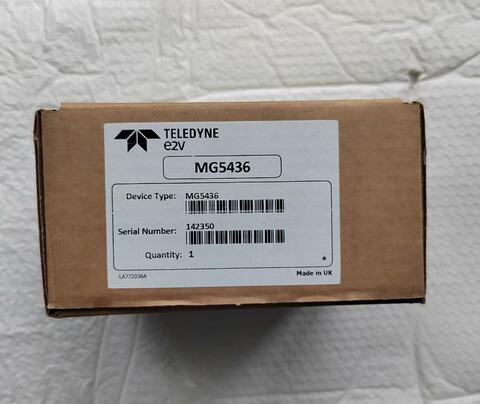 TELEDYNE
e2v
MG5436
Device Type: MG5436
Serial Number: 142350
Quantity: 1
*
LA772036A
Made in UK